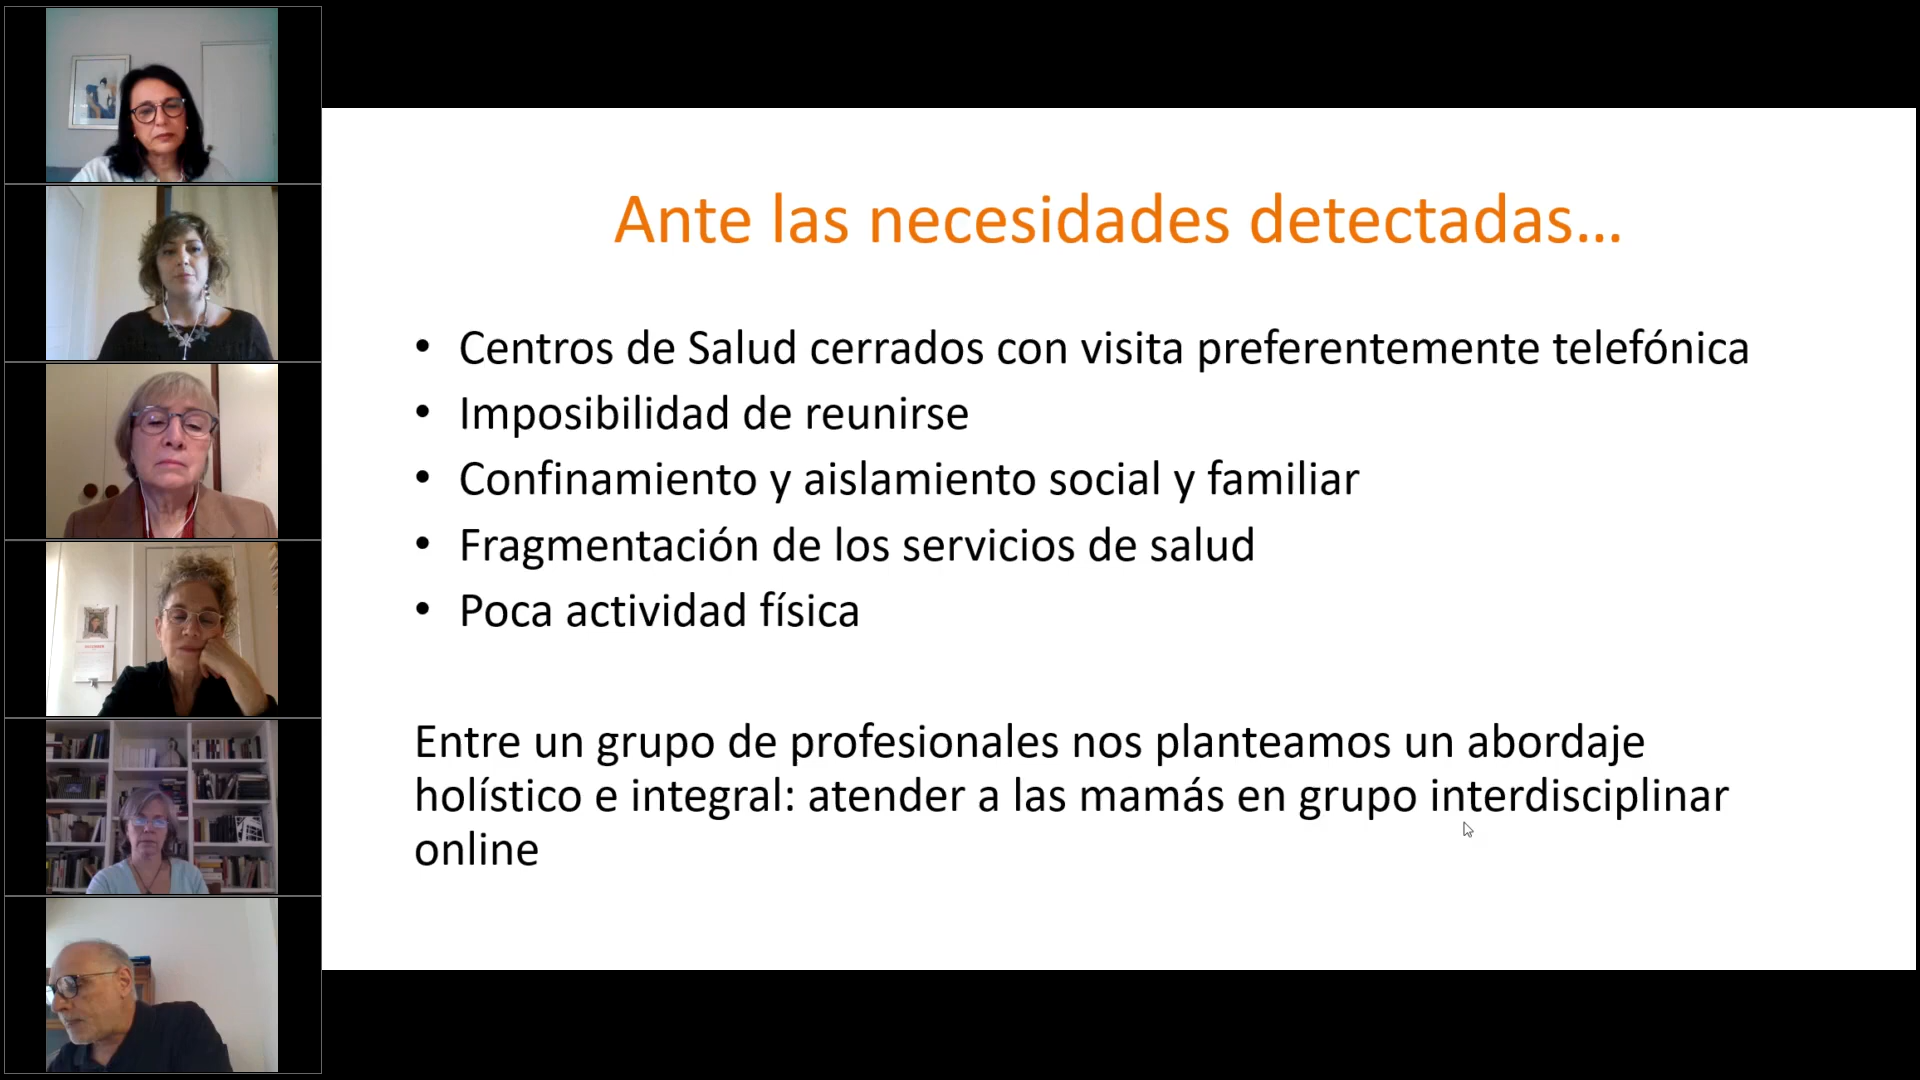 Ante las necesidades detectadas...
• Centros de Salud cerrados con visita preferentemente telefónica
• Imposibilidad de reunirse
• Confinamiento y aislamiento social y familiar
• Fragmentación de los servicios de salud
• Poca actividad física
Entre un grupo de profesionales nos planteamos un abordaje
holístico e integral: atender a las mamás en grupo interdisciplinar
online